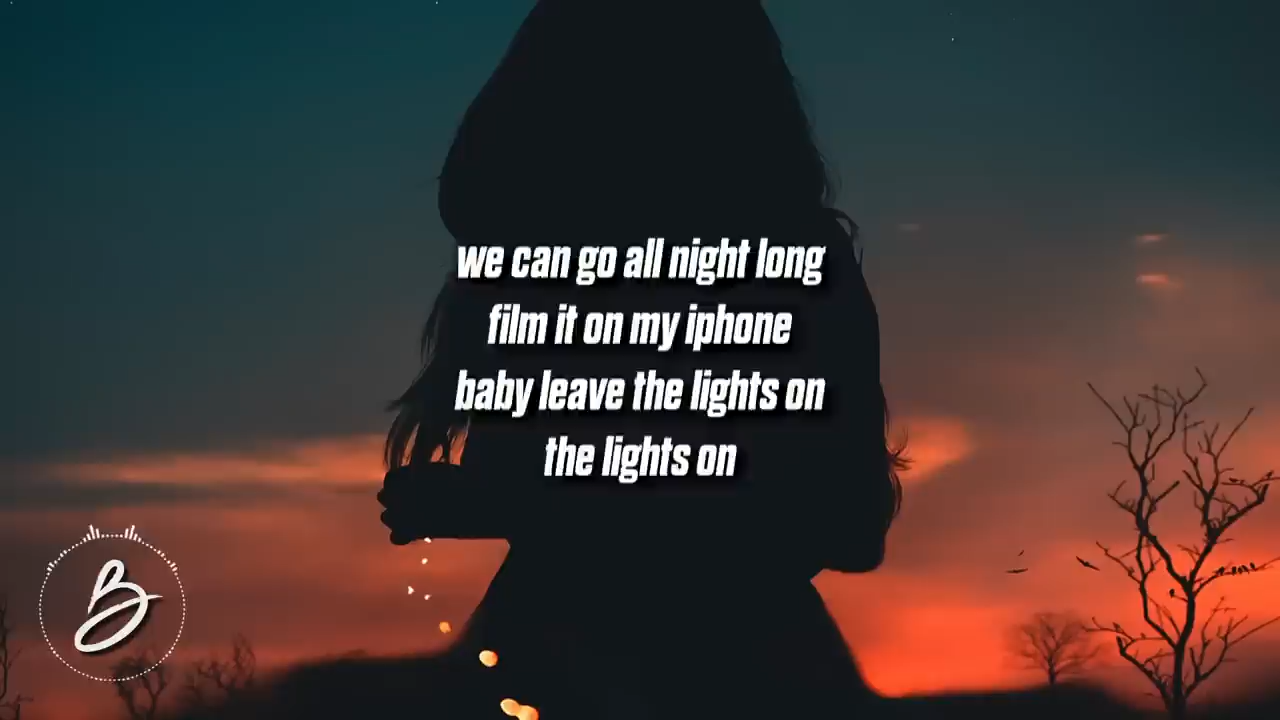 we can go all night long
film it on my iphone
baby leave the lights on
the lights on
B